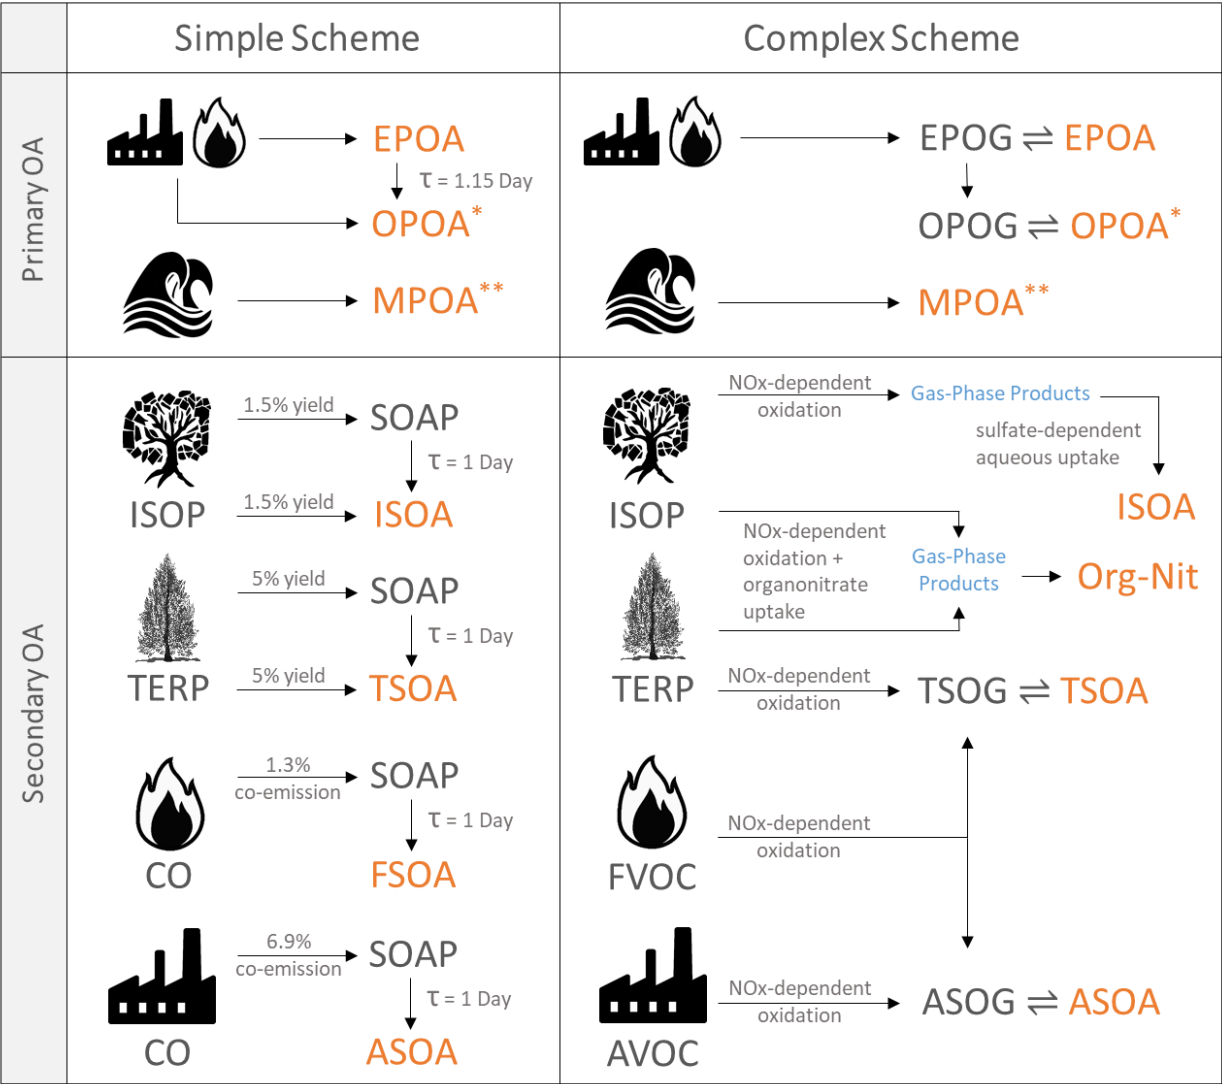 Simple Scheme
Complex Scheme
Primary OA
EPOA
τ = 1.15 Day
OPOA*
MPOA**
EPOG ⇌ EPOA
OPOG ⇌ OPOA*
MPOA**
Secondary OA
1.5% yield
SOAP
τ = 1 Day
ISOP
1.5% yield
ISOA
5% yield
SOAP
τ = 1 Day
TERP
5% yield
TSOA
1.3%
co-emission
SOAP
τ = 1 Day
CO
FSOA
6.9%
co-emission
SOAP
τ = 1 Day
CO
ASOA
NOx-dependent
oxidation
Gas-Phase Products
sulfate-dependent
aqueous uptake
ISOP
ISOA
NOx-dependent
oxidation +
organonitrate
uptake
Gas-Phase
Products
Org-Nit
TERP
NOx-dependent
oxidation
TSOG ⇌ TSOA
NOx-dependent
oxidation
FVOC
NOx-dependent
oxidation
ASOG ⇌ ASOA
AVOC